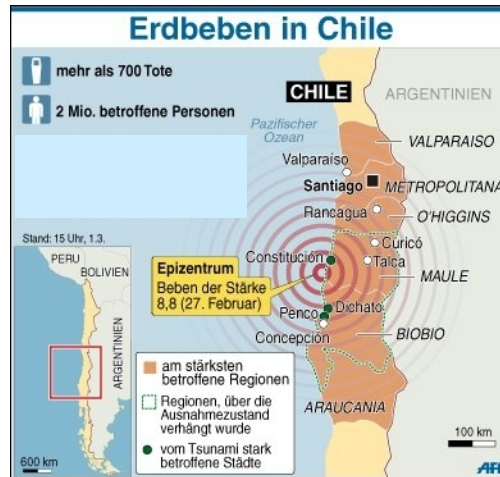 Erdbeben in Chile
mehr als 700 Tote
2 Mio. betroffene Personen
CHILE
ARGENTINIEN
Pazifischer
Ozean
VALPARAISO
Valparaíso
Santiago
METROPOLITANA
Rancagua
O'HIGGINS
Stand: 15 Uhr, 1.3.
PERU
BOLIVIEN
ARGENTINIEN
600 km
Constitución
Curicó
Talca
MAULE
Epizentrum
Beben der Stärke
8,8 (27. Februar)
Penco
Dichato
Concepción
BIOBIO
ARAUCANIA
am stärksten
betroffene Regionen
Regionen, über die
Ausnahmezustand
verhängt wurde
vom Tsunami stark
betroffene Städte
100 km
AFP